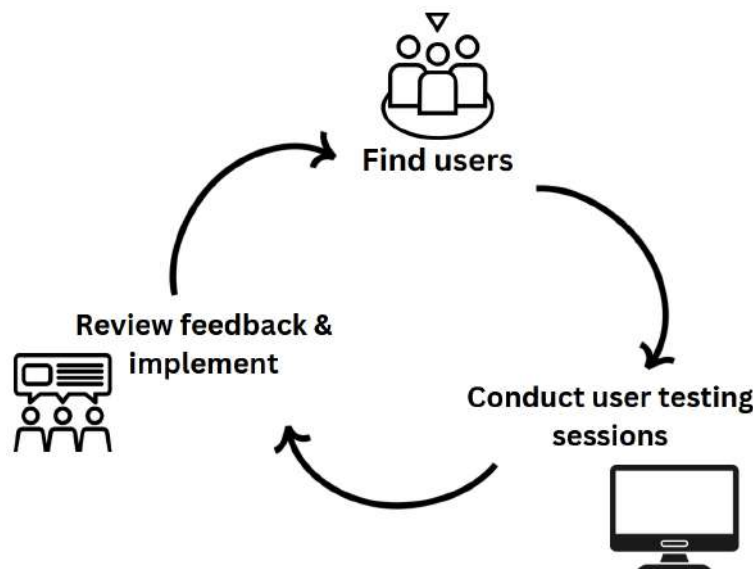 Find users
Conduct user testing
sessions
Review feedback &
implement